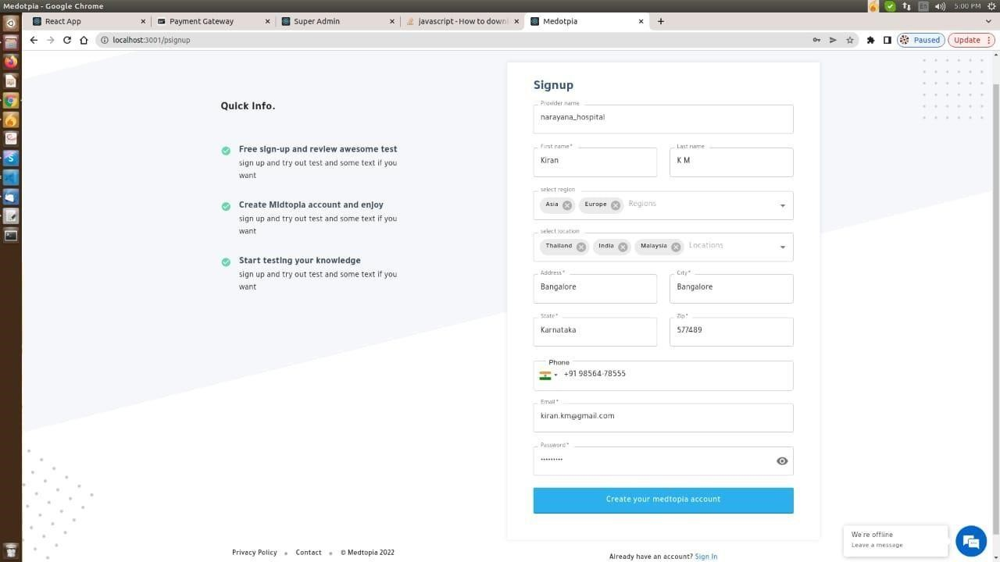 Medotpia - Google Chrome
En
5:00 PM
React App
Payment Gateway
Super Admin
javascript - How to downl
Medotpia
localhost:3001/psignup
Paused
Update
Quick Info.
Free sign-up and review awesome test
sign up and try out test and some text if you
want
Create Midtopia account and enjoy
sign up and try out test and some text if you
want
Start testing your knowledge
sign up and try out test and some text if you
want
Signup
Provider name
narayana_hospital
First name*
Kiran
Last name
K M
select region
Asia Europe Regions
select location
Thailand India Malaysia Locations
Address*
Bangalore
City*
Bangalore
State*
Karnataka
Zip*
577489
Phone
+91 98564-78555
Email*
kiran.km@gmail.com
Password*
•••••••••
Create your medtopia account
Already have an account? Sign In
Privacy Policy Contact © Medtopia 2022
We're offline
Leave a message